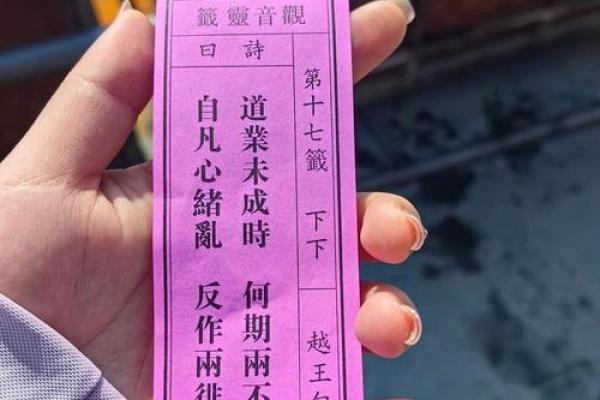 觀音靈籤
第十七籤 下下
越王
詩曰
道業未成時 何期兩不
自凡心緒亂 反作兩